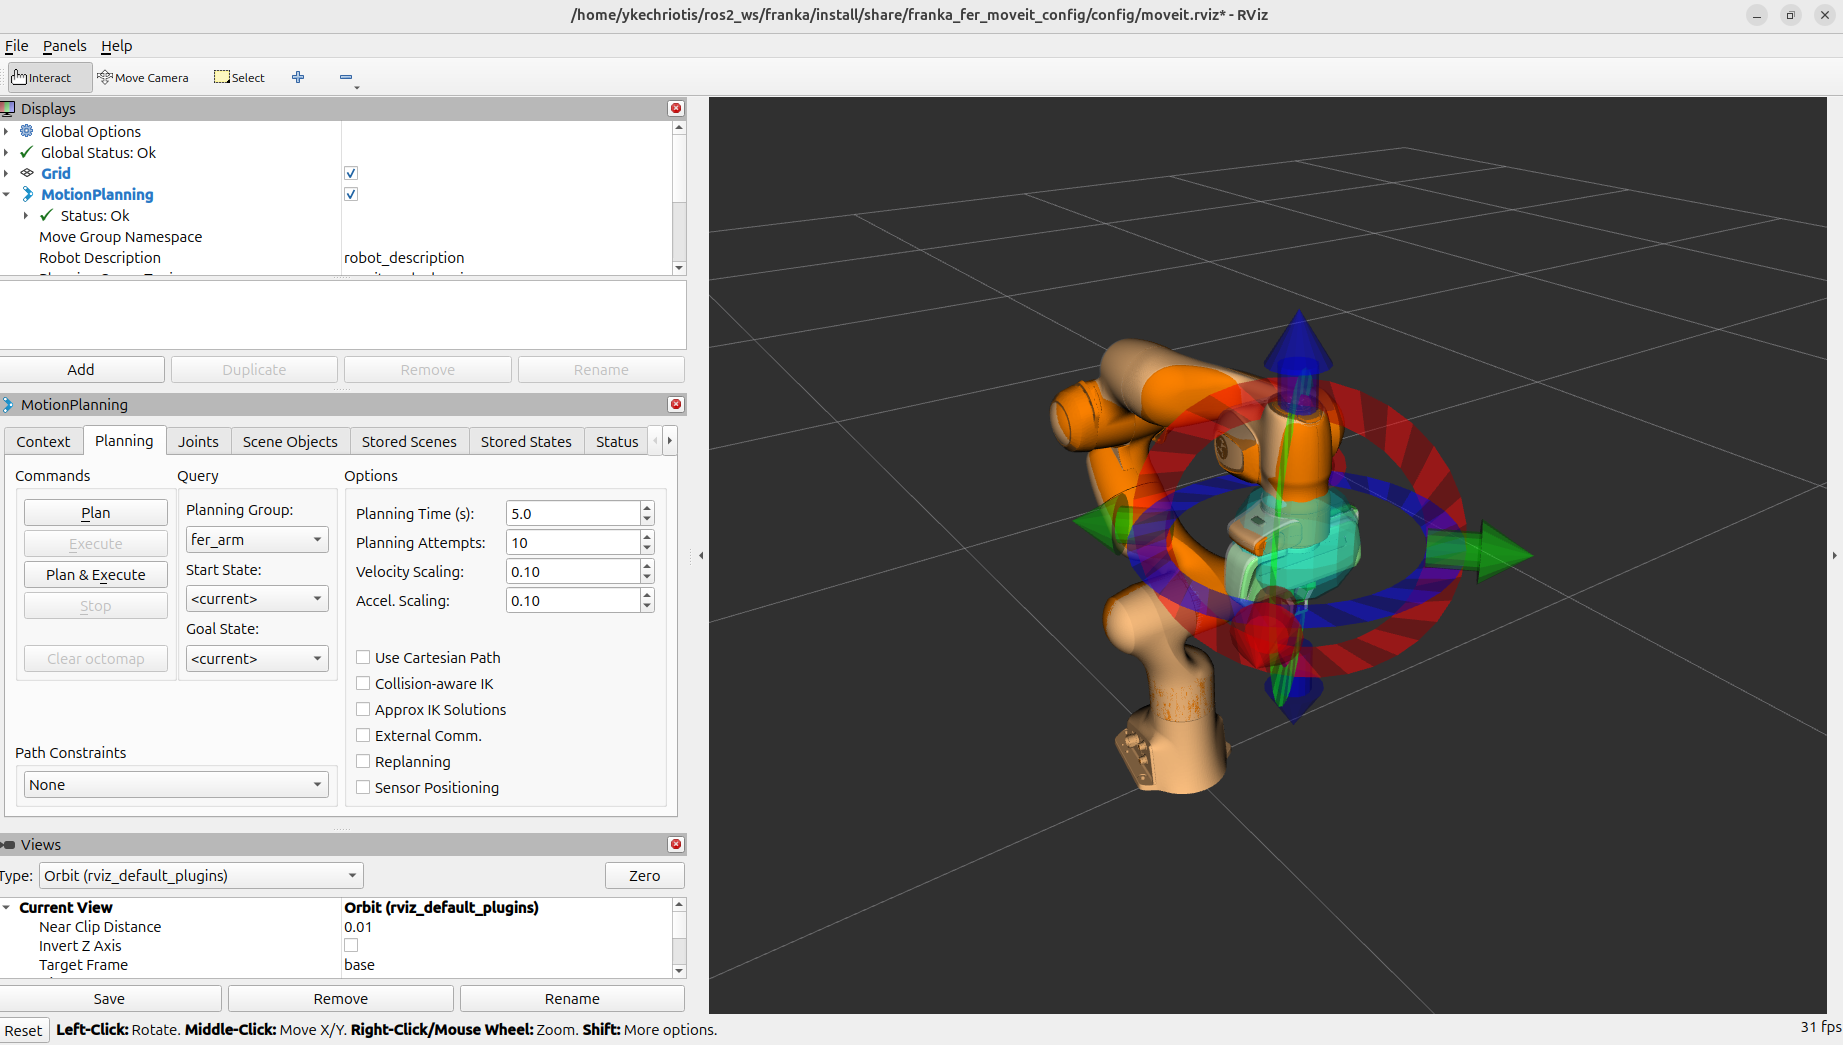 /home/ykechriotis/ros2_ws/franka/install/share/franka_fer_moveit_config/config/moveit.rviz* - RViz
File Panels Help
Interact Move Camera Select
Displays
Global Options
Global Status: Ok
Grid
MotionPlanning
Status: Ok
Move Group Namespace
Robot Description robot_description
Add Duplicate Remove Rename
MotionPlanning
Context Planning Joints Scene Objects Stored Scenes Stored States Status
Commands Query Options
Plan
Execute
Plan & Execute
Stop
Clear octomap
Planning Group:
fer_arm
Start State:
<current>
Goal State:
<current>
Planning Time (s): 5.0
Planning Attempts: 10
Velocity Scaling: 0.10
Accel. Scaling: 0.10
Use Cartesian Path
Collision-aware IK
Approx IK Solutions
External Comm.
Replanning
Sensor Positioning
Path Constraints
None
Views
Type: Orbit (rviz_default_plugins) Zero
Current View Orbit (rviz_default_plugins)
Near Clip Distance 0.01
Invert Z Axis
Target Frame base
Save Remove Rename
Reset Left-Click: Rotate. Middle-Click: Move X/Y. Right-Click/Mouse Wheel: Zoom. Shift: More options. 31 fps